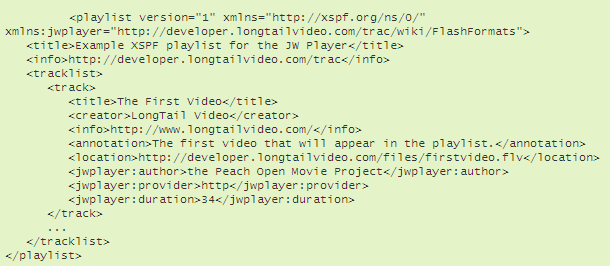 <playlist version="1" xmlns="http://xspf.org/ns/0/"
xmlns:jwplayer="http://developer.longtailvideo.com/trac/wiki/FlashFormats">
<title>Example XSPF playlist for the JW Player</title>
<info>http://developer.longtailvideo.com/trac</info>
<tracklist>
<track>
<title>The First Video</title>
<creator>LongTail Video</creator>
<info>http://www.longtailvideo.com/</info>
<annotation>The first video that will appear in the playlist.</annotation>
<location>http://developer.longtailvideo.com/files/firstvideo.flv</location>
<jwplayer:author>the Peach Open Movie Project</jwplayer:author>
<jwplayer:provider>http</jwplayer:provider>
<jwplayer:duration>34</jwplayer:duration>
</track>
...
</tracklist>
</playlist>